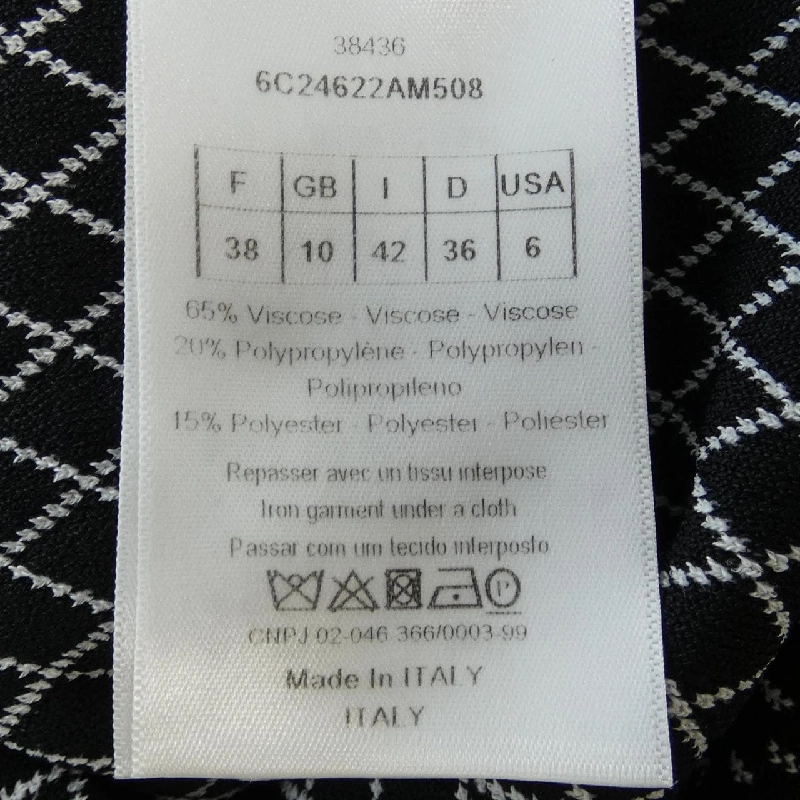 38436
6C24622AM508
F GB I D USA
38 10 42 36 6
65% Viscose - Viscose - Viscose
20% Polypropylène - Polypropylen -
Polipropileno
15% Polyester - Polyester - Poliester
Repasser avec un tissu interpose
Iron garment under a cloth
Passar com um tecido interposto
P
CNPJ 02-046 366/0003-99
Made In ITALY
ITALY